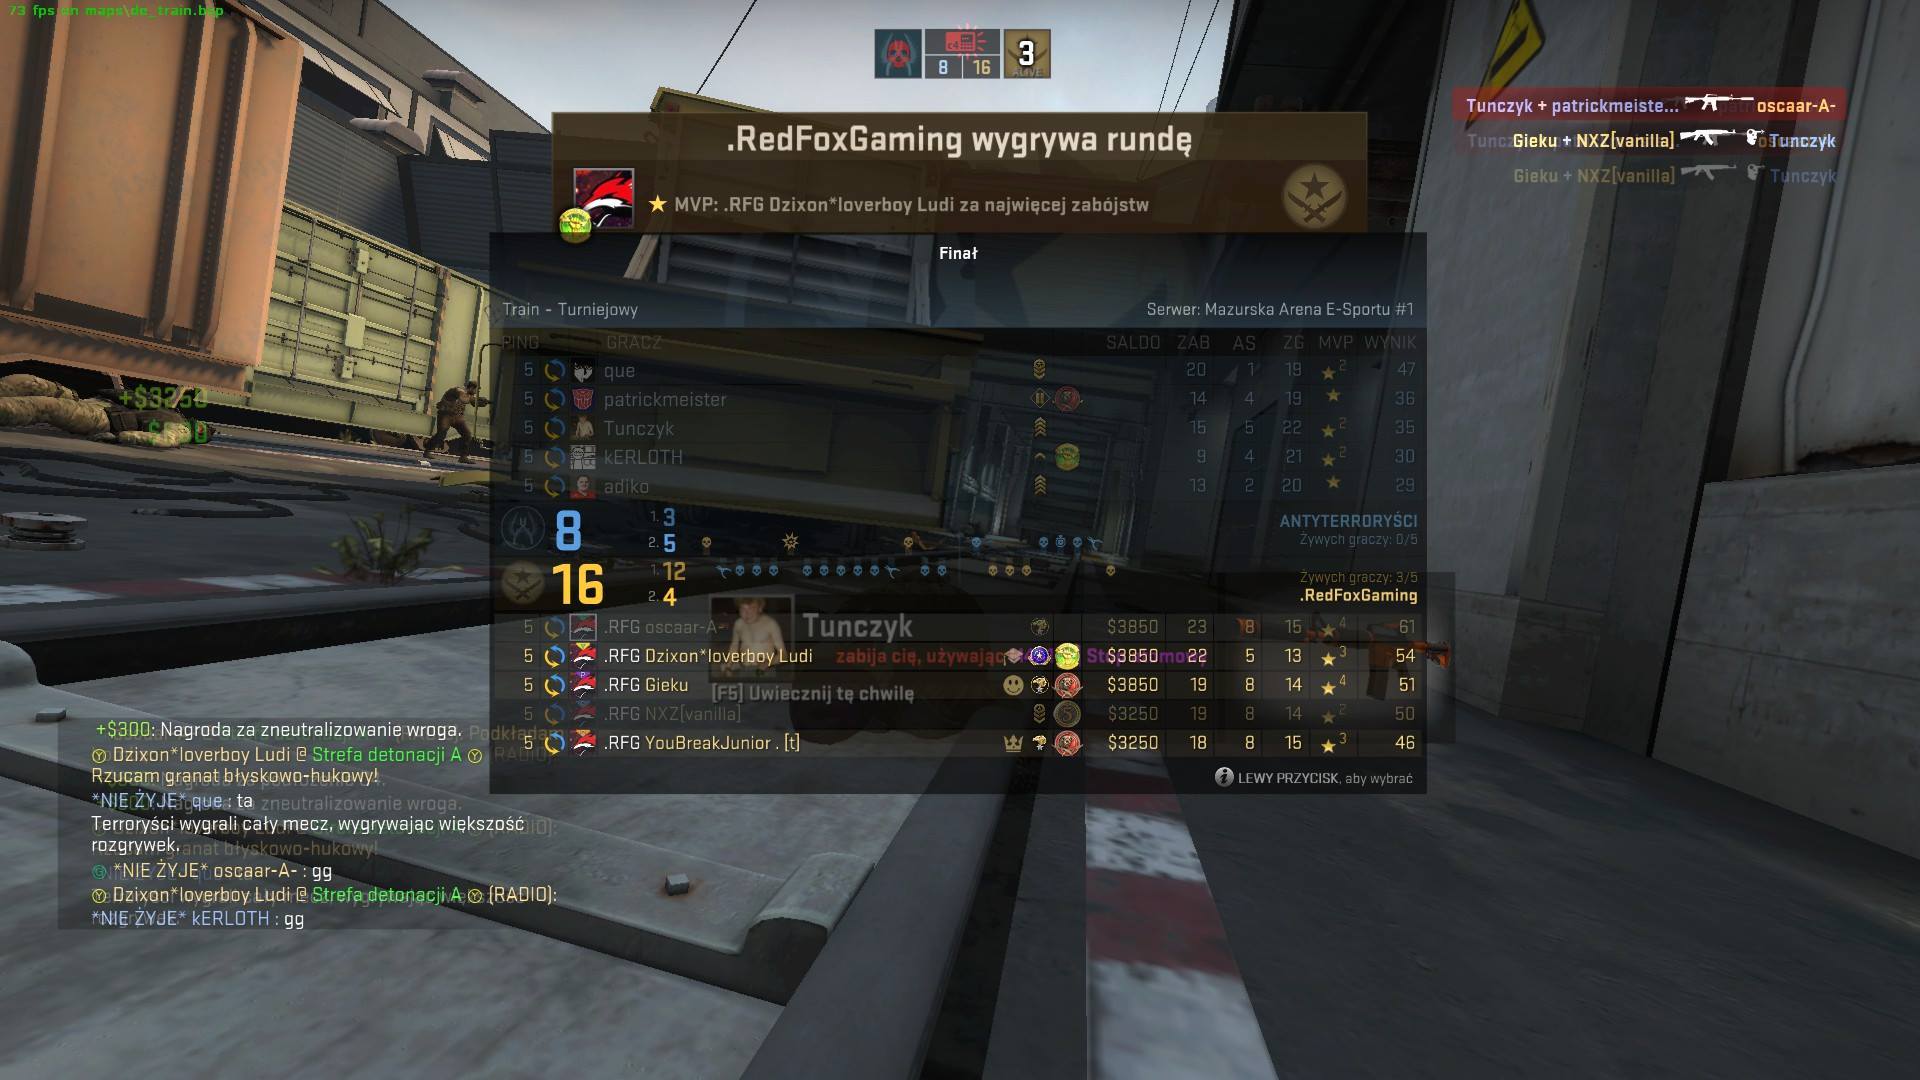 73 fps on maps\de_train.bsp
8 16
3
ALIVE
Tunczyk + patrickmeiste... oscaar-A-
Gieku + NXZ[vanilla] Tunczyk
Gieku + NXZ[vanilla] Tunczyk
.RedFoxGaming wygrywa rundę
MVP: .RFG Dzixon*loverboy Ludi za najwięcej zabójstw
Finał
Train - Turniejowy
Serwer: Mazurska Arena E-Sportu #1
PING GRACZ SALDO ZAB AS ZG MVP WYNIK
5 que 20 1 19 2 47
5 patrickmeister 14 4 19 36
5 Tunczyk 15 5 22 2 35
5 kERLOTH 9 4 21 2 30
5 adiko 13 2 20 29
8
1. 3
2. 5
ANTYTERRORYŚCI
Żywych graczy: 0/5
16
1. 12
2. 4
Żywych graczy: 3/5
.RedFoxGaming
5 .RFG oscaar-A- $3850 23 8 15 4 61
Tunczyk
5 .RFG Dzixon*loverboy Ludi $3850 22 5 13 3 54
zabija cię, używając
5 .RFG Gieku $3850 19 8 14 4 51
[F5] Uwiecznij tę chwilę
5 .RFG NXZ[vanilla] 5 $3250 19 8 14 2 50
5 .RFG YouBreakJunior . [t] $3250 18 8 15 3 46
LEWY PRZYCISK, aby wybrać
+$3250
+$300: Nagroda za zneutralizowanie wroga.
Dzixon*loverboy Ludi @ Strefa detonacji A (RADIO):
Rzucam granat błyskowo-hukowy!
*NIE ŻYJE* que : ta
Terroryści wygrali cały mecz, wygrywając większość
rozgrywek.
*NIE ŻYJE* oscaar-A- : gg
Dzixon*loverboy Ludi @ Strefa detonacji A (RADIO):
*NIE ŻYJE* kERLOTH : gg